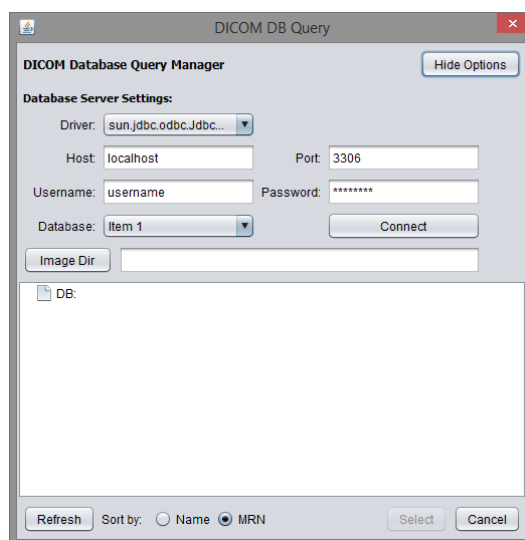 DICOM DB Query
DICOM Database Query Manager Hide Options
Database Server Settings:
Driver: sun.jdbc.odbc.Jdbc...
Host: localhost Port: 3306
Username: username Password: ********
Database: Item 1 Connect
Image Dir
DB:
Refresh Sort by: Name MRN Select Cancel